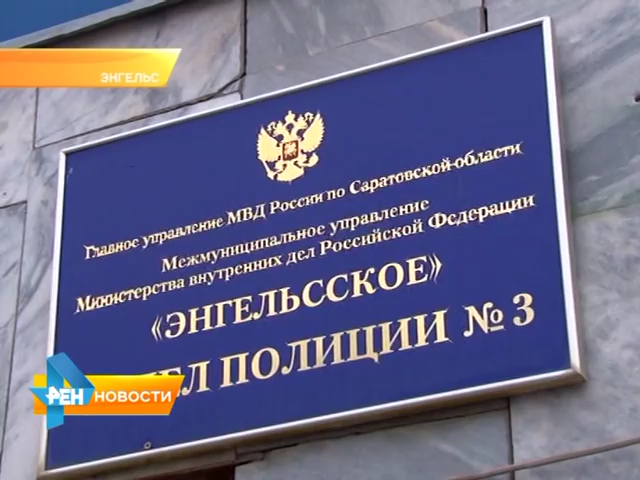 ЭНГЕЛЬС
Главное управление МВД России по Саратовской области
Межмуниципальное управление
Министерства внутренних дел Российской Федерации
«ЭНГЕЛЬССКОЕ»
ПОЛИЦИИ № 3
РЕН НОВОСТИ